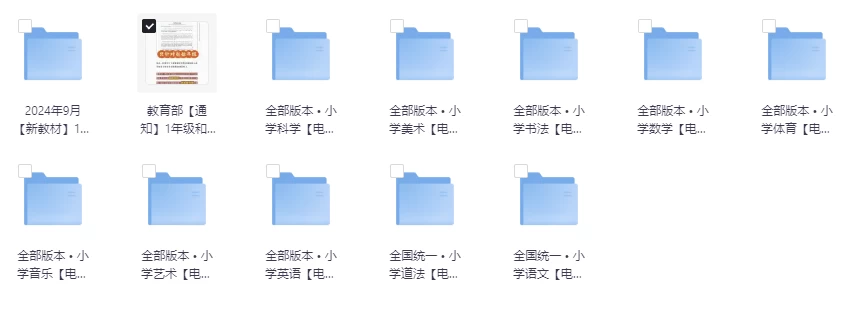 2024年9月
【新教材】1...
教育部【通
知】1年级和...
全部版本 • 小
学科学【电...
全部版本 • 小
学美术【电...
全部版本 • 小
学书法【电...
全部版本 • 小
学数学【电...
全部版本 • 小
学体育【电...
全部版本 • 小
学音乐【电...
全部版本 • 小
学艺术【电...
全部版本 • 小
学英语【电...
全国统一 • 小
学道法【电...
全国统一 • 小
学语文【电...